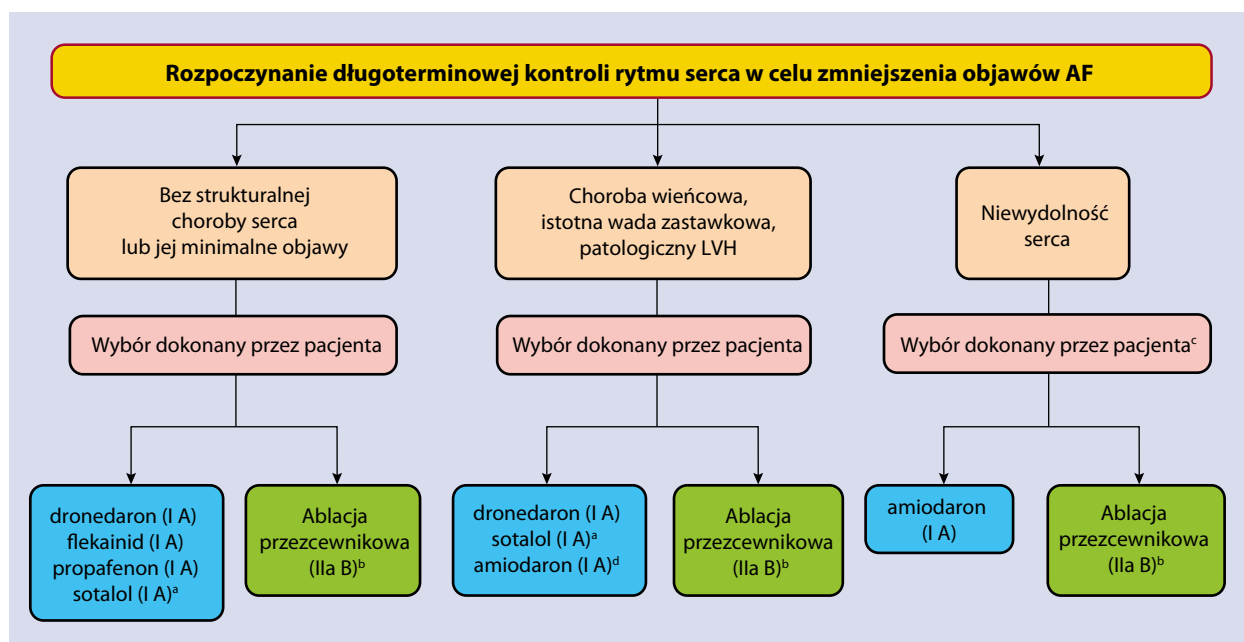 Rozpoczynanie długoterminowej kontroli rytmu serca w celu zmniejszenia objawów AF
Bez strukturalnej
choroby serca
lub jej minimalne objawy
Choroba wieńcowa,
istotna wada zastawkowa,
patologiczny LVH
Niewydolność
serca
Wybór dokonany przez pacjenta
Wybór dokonany przez pacjenta
Wybór dokonany przez pacjentaᶜ
dronedaron (I A)
flekainid (I A)
propafenon (I A)
sotalol (I A)ᵃ
Ablacja
przezcewnikowa
(IIa B)ᵇ
dronedaron (I A)
sotalol (I A)ᵃ
amiodaron (I A)ᵈ
Ablacja
przezcewnikowa
(IIa B)ᵇ
amiodaron
(I A)
Ablacja
przezcewnikowa
(IIa B)ᵇ